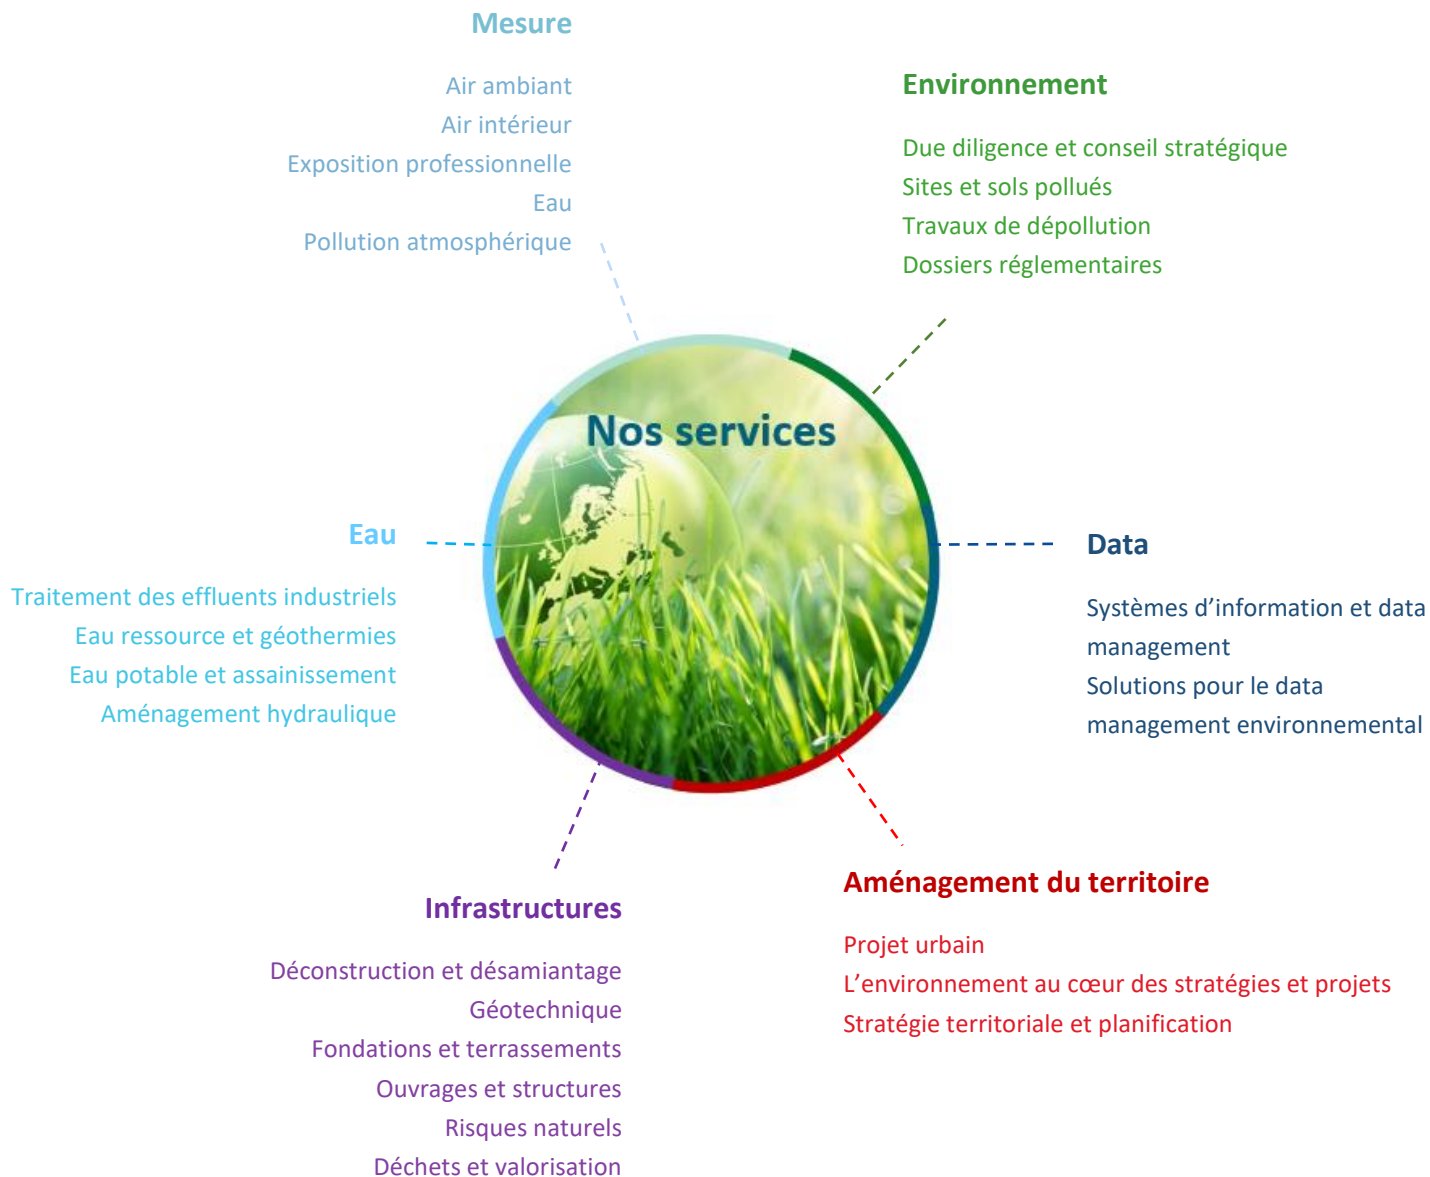 Mesure
Air ambiant
Air intérieur
Exposition professionnelle
Eau
Pollution atmosphérique
Environnement
Due diligence et conseil stratégique
Sites et sols pollués
Travaux de dépollution
Dossiers réglementaires
Nos services
Eau
Traitement des effluents industriels
Eau ressource et géothermies
Eau potable et assainissement
Aménagement hydraulique
Data
Systèmes d’information et data
management
Solutions pour le data
management environnemental
Infrastructures
Déconstruction et désamiantage
Géotechnique
Fondations et terrassements
Ouvrages et structures
Risques naturels
Déchets et valorisation
Aménagement du territoire
Projet urbain
L’environnement au cœur des stratégies et projets
Stratégie territoriale et planification